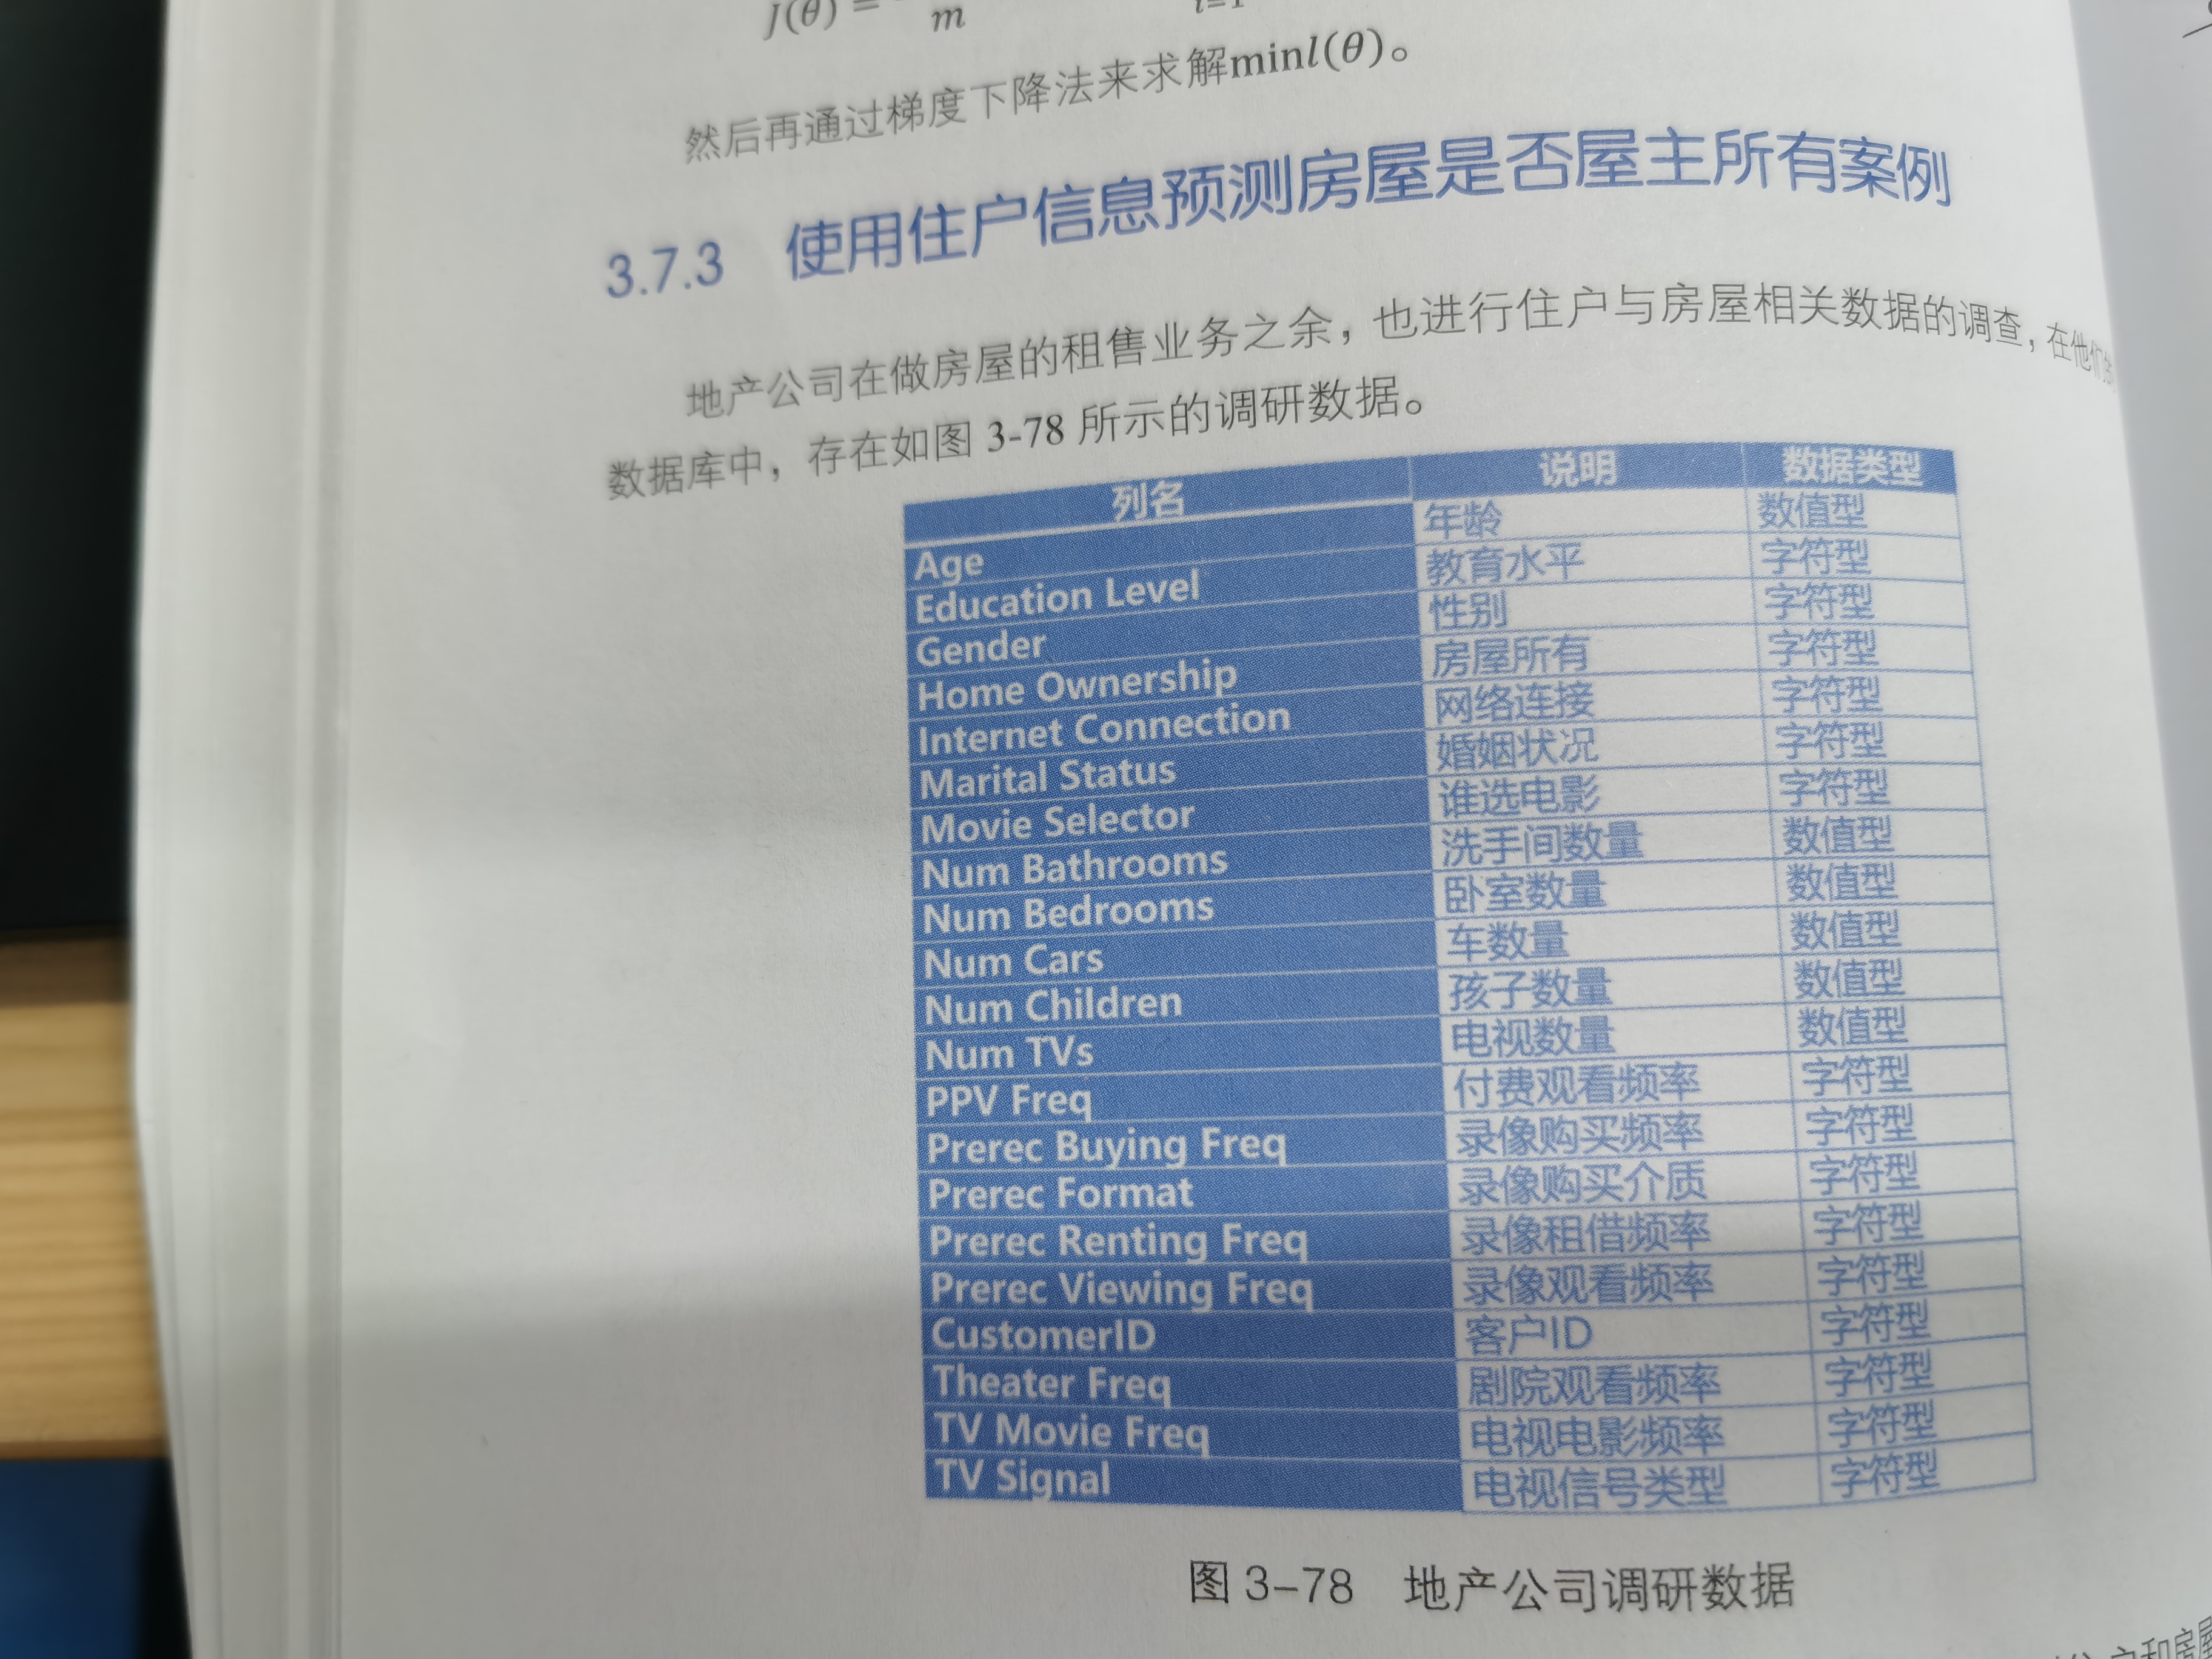 J(θ) =
m
i=1
然后再通过梯度下降法来求解minl(θ)。
3.7.3 使用住户信息预测房屋是否屋主所有案例
地产公司在做房屋的租售业务之余，也进行住户与房屋相关数据的调查，在他们
数据库中，存在如图 3-78 所示的调研数据。
列名 说明 数据类型
Age 年龄 数值型
Education Level 教育水平 字符型
Gender 性别 字符型
Home Ownership 房屋所有 字符型
Internet Connection 网络连接 字符型
Marital Status 婚姻状况 字符型
Movie Selector 谁选电影 字符型
Num Bathrooms 洗手间数量 数值型
Num Bedrooms 卧室数量 数值型
Num Cars 车数量 数值型
Num Children 孩子数量 数值型
Num TVs 电视数量 数值型
PPV Freq 付费观看频率 字符型
Prerec Buying Freq 录像购买频率 字符型
Prerec Format 录像购买介质 字符型
Prerec Renting Freq 录像租借频率 字符型
Prerec Viewing Freq 录像观看频率 字符型
CustomerID 客户ID 字符型
Theater Freq 剧院观看频率 字符型
TV Movie Freq 电视电影频率 字符型
TV Signal 电视信号类型 字符型
图 3-78 地产公司调研数据
户和房屋